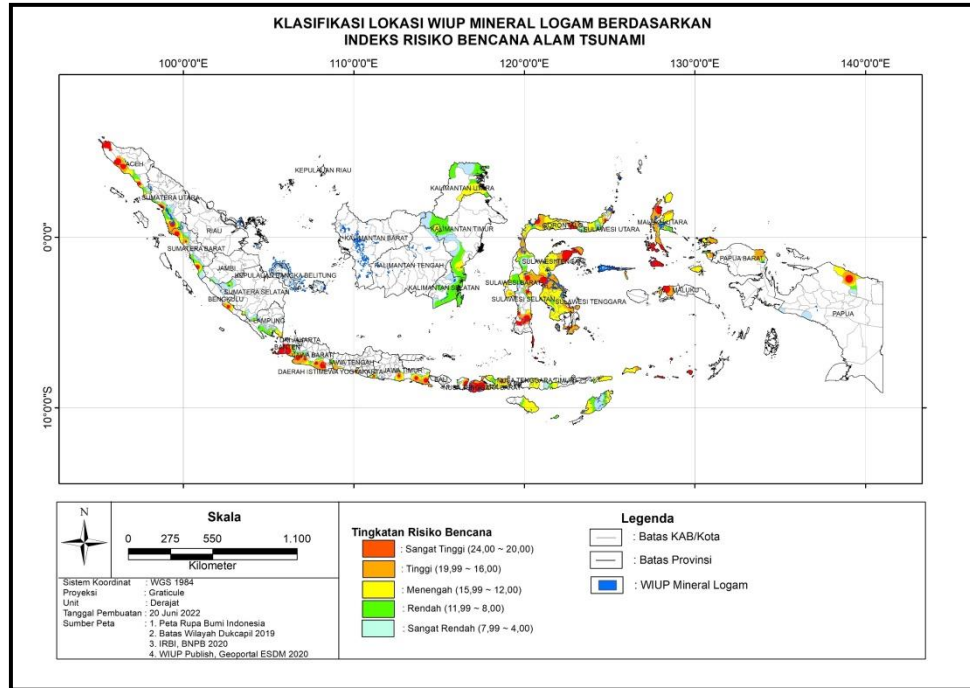 KLASIFIKASI LOKASI WIUP MINERAL LOGAM BERDASARKAN
INDEKS RISIKO BENCANA ALAM TSUNAMI
100°0'0"E 110°0'0"E 120°0'0"E 130°0'0"E 140°0'0"E
0°0'0"
10°0'0"S
ACEH
KEPULAUAN RIAU
SUMATERA UTARA
KALIMANTAN UTARA
RIAU
KALIMANTAN BARAT
KALIMANTAN TIMUR
SULAWESI UTARA
SUMATERA BARAT
PAPUA BARAT
JAMBI
KALIMANTAN TENGAH
SULAWESI TENGAH
SUMATERA SELATAN
KALIMANTAN SELATAN
SULAWESI BARAT
MALUKU
BENGKULU
SULAWESI SELATAN
SULAWESI TENGGARA
LAMPUNG
PAPUA
JAWA BARAT
JAWA TENGAH
DAERAH ISTIMEWA YOGYAKARTA
JAWA TIMUR
N
Skala
0 275 550 1.100
Kilometer
Sistem Koordinat : WGS 1984
Proyeksi : Graticule
Unit : Derajat
Tanggal Pembuatan : 20 Juni 2022
Sumber Peta : 1. Peta Rupa Bumi Indonesia
2. Batas Wilayah Dukcapil 2019
3. IRBI, BNPB 2020
4. WIUP Publish, Geoportal ESDM 2020
Tingkatan Risiko Bencana
: Sangat Tinggi (24,00 ~ 20,00)
: Tinggi (19,99 ~ 16,00)
: Menengah (15,99 ~ 12,00)
: Rendah (11,99 ~ 8,00)
: Sangat Rendah (7,99 ~ 4,00)
Legenda
: Batas KAB/Kota
: Batas Provinsi
: WIUP Mineral Logam